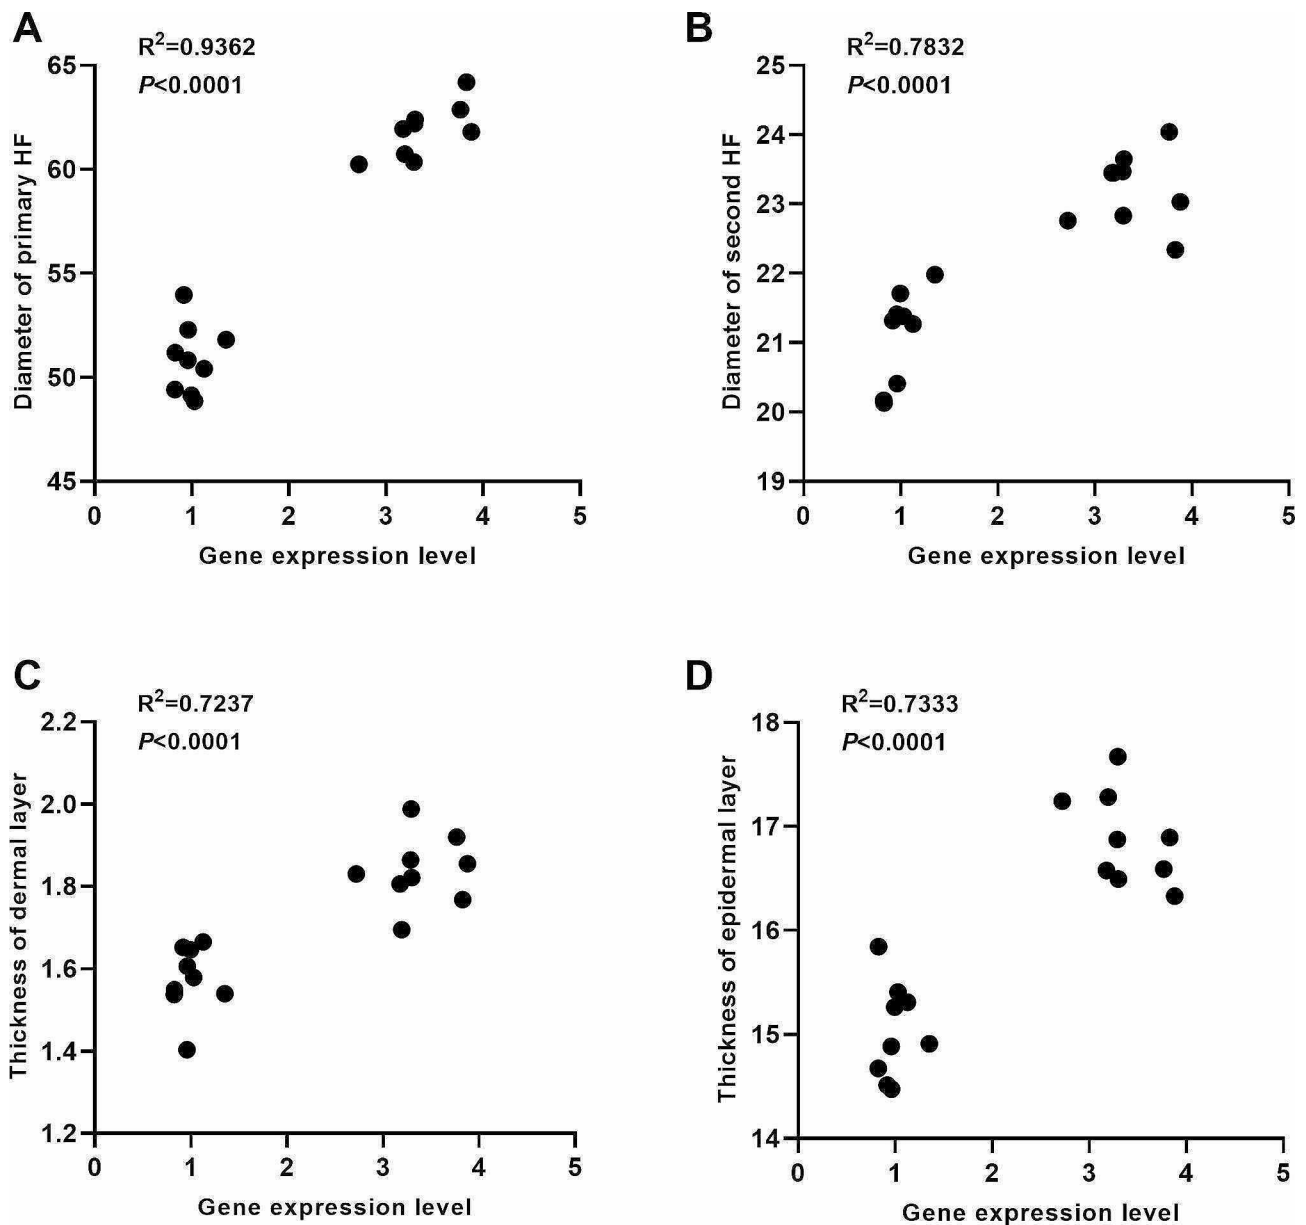 A
R²=0.9362
P<0.0001
65
60
55
50
45
0 1 2 3 4 5
Diameter of primary HF
Gene expression level
B
R²=0.7832
P<0.0001
25
24
23
22
21
20
19
0 1 2 3 4 5
Diameter of second HF
Gene expression level
C
R²=0.7237
P<0.0001
2.2
2.0
1.8
1.6
1.4
1.2
0 1 2 3 4 5
Thickness of dermal layer
Gene expression level
D
R²=0.7333
P<0.0001
18
17
16
15
14
0 1 2 3 4 5
Thickness of epidermal layer
Gene expression level